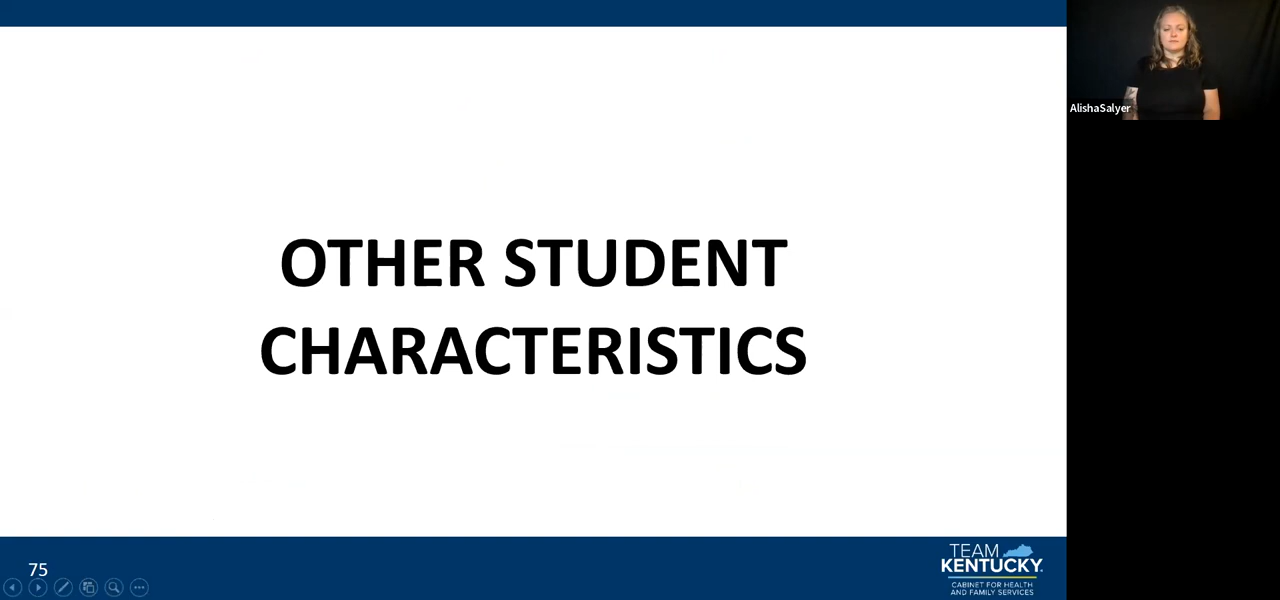 OTHER STUDENT
CHARACTERISTICS
AlishaSalyer
75
TEAM
KENTUCKY.
CABINET FOR HEALTH
AND FAMILY SERVICES